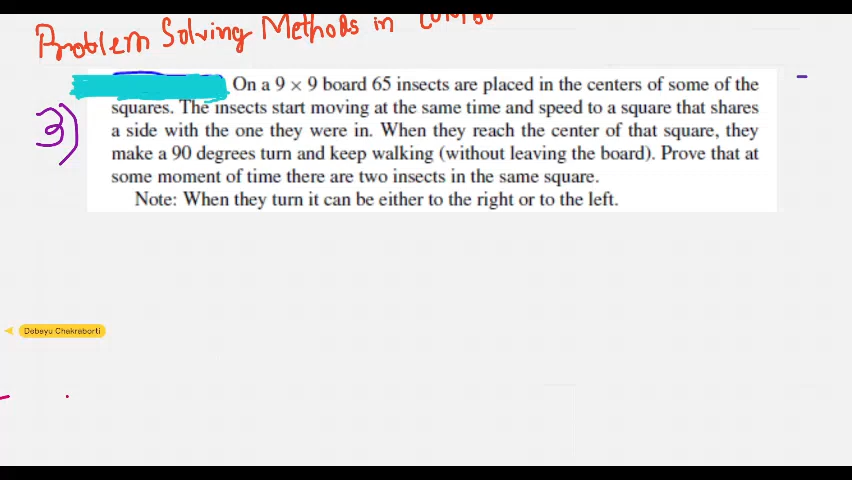 Problem Solving Methods in
3)
On a 9 × 9 board 65 insects are placed in the centers of some of the
squares. The insects start moving at the same time and speed to a square that shares
a side with the one they were in. When they reach the center of that square, they
make a 90 degrees turn and keep walking (without leaving the board). Prove that at
some moment of time there are two insects in the same square.
Note: When they turn it can be either to the right or to the left.
Debayu Chakraborti